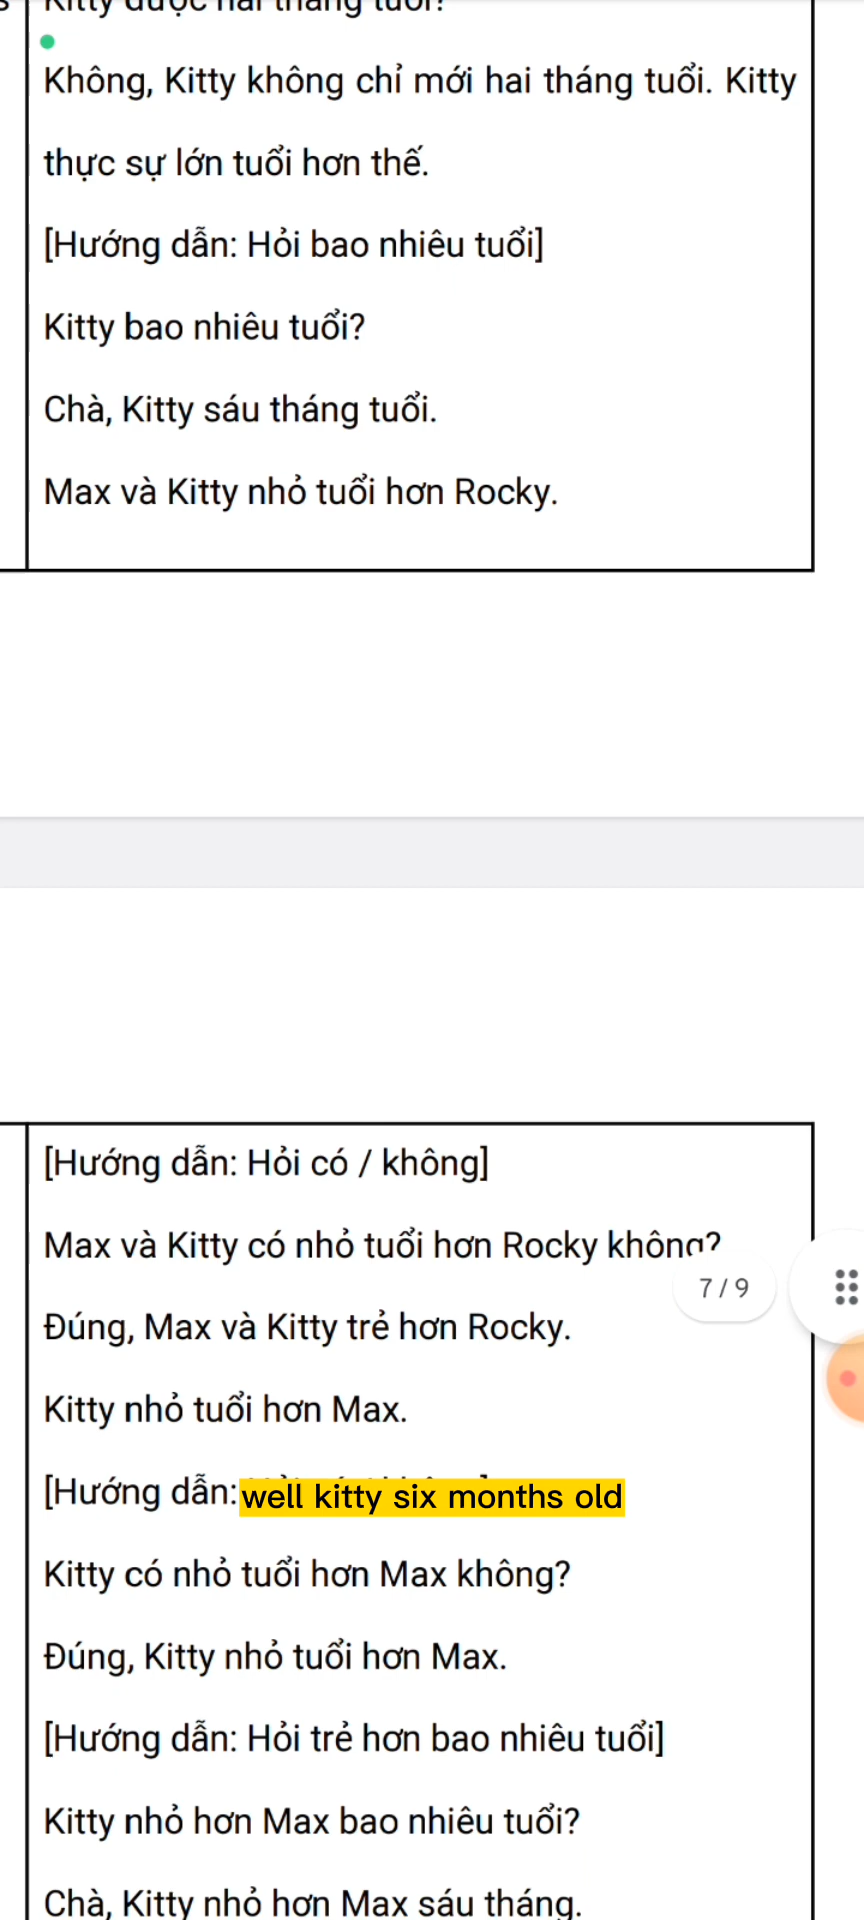 Kitty được hai tháng tuổi?
Không, Kitty không chỉ mới hai tháng tuổi. Kitty
thực sự lớn tuổi hơn thế.
[Hướng dẫn: Hỏi bao nhiêu tuổi]
Kitty bao nhiêu tuổi?
Chà, Kitty sáu tháng tuổi.
Max và Kitty nhỏ tuổi hơn Rocky.
[Hướng dẫn: Hỏi có / không]
Max và Kitty có nhỏ tuổi hơn Rocky không?
7 / 9
Đúng, Max và Kitty trẻ hơn Rocky.
Kitty nhỏ tuổi hơn Max.
[Hướng dẫn:
well kitty six months old
Kitty có nhỏ tuổi hơn Max không?
Đúng, Kitty nhỏ tuổi hơn Max.
[Hướng dẫn: Hỏi trẻ hơn bao nhiêu tuổi]
Kitty nhỏ hơn Max bao nhiêu tuổi?
Chà, Kitty nhỏ hơn Max sáu tháng.